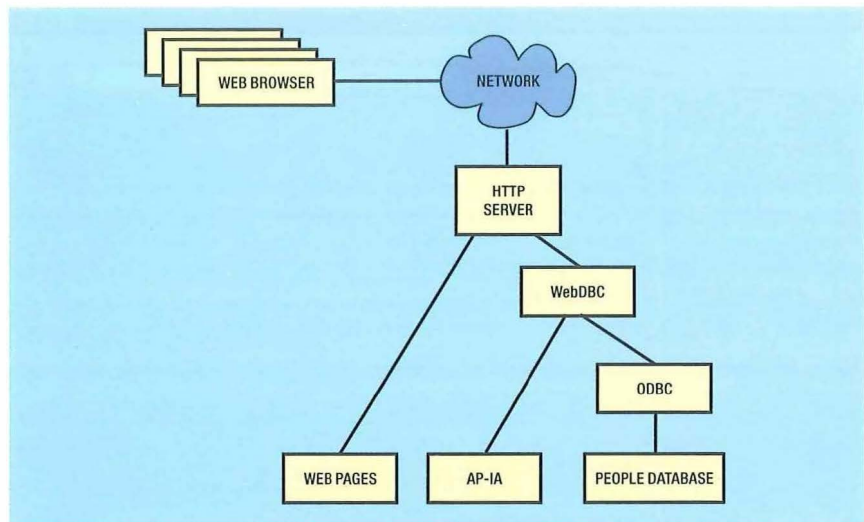 WEB BROWSER
NETWORK
HTTP
SERVER
WebDBC
ODBC
WEB PAGES
AP-IA
PEOPLE DATABASE